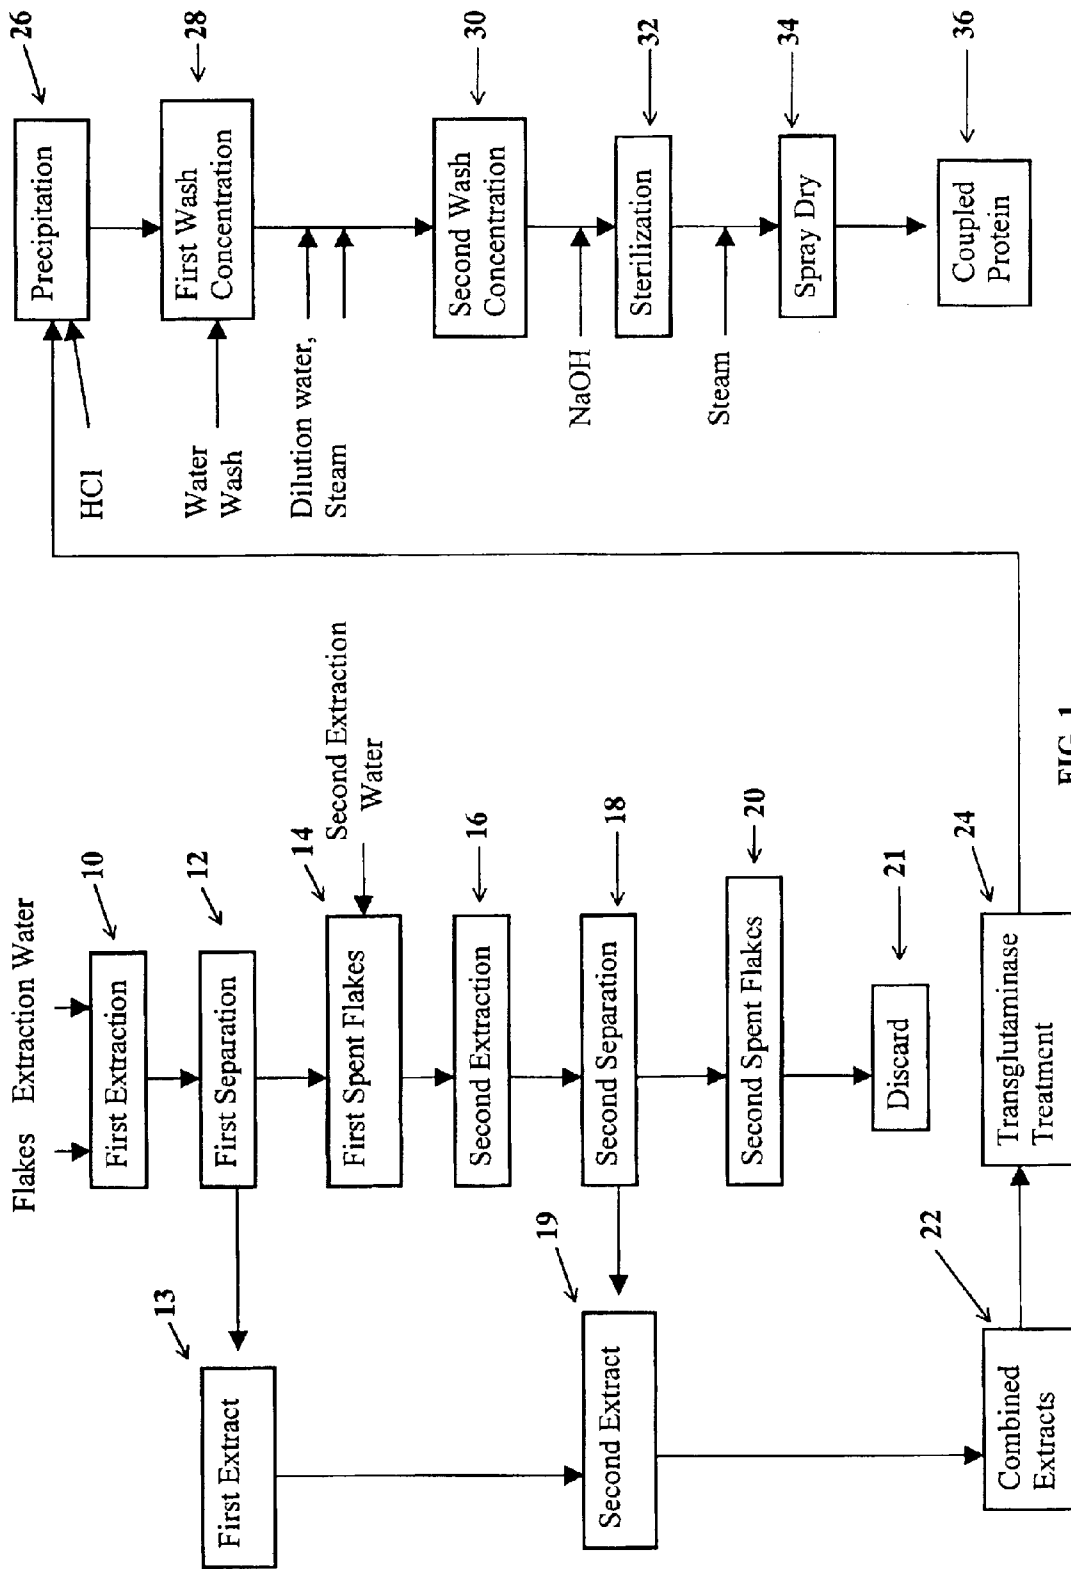 Flakes Extraction Water
First Extraction
10
First Separation
12
First Extract
13
First Spent Flakes
14
Second Extraction
Water
Second Extraction
16
Second Separation
18
Second Extract
19
Second Spent Flakes
20
Discard
21
Combined
Extracts
22
Transglutaminase
Treatment
24
Precipitation
26
HCl
First Wash
Concentration
28
Water
Wash
Dilution water,
Steam
Second Wash
Concentration
30
NaOH
Sterilization
32
Steam
Spray Dry
34
Coupled
Protein
36
FIG 1